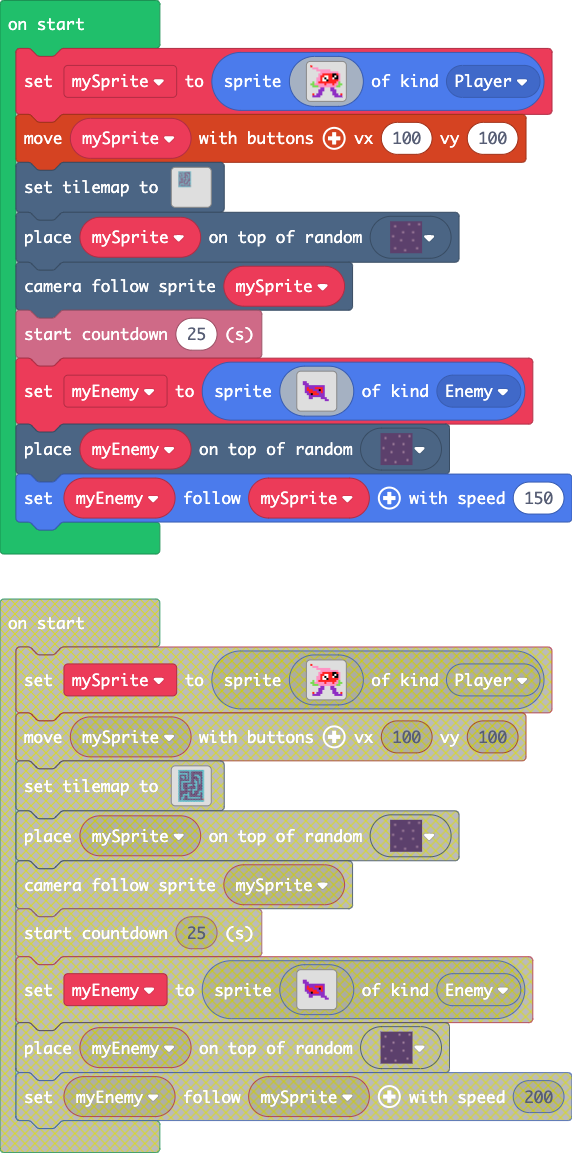 on start
set mySprite to sprite of kind Player
move mySprite with buttons vx 100 vy 100
set tilemap to
place mySprite on top of random
camera follow sprite mySprite
start countdown 25 (s)
set myEnemy to sprite of kind Enemy
place myEnemy on top of random
set myEnemy follow mySprite with speed 150
on start
set mySprite to sprite of kind Player
move mySprite with buttons vx 100 vy 100
set tilemap to
place mySprite on top of random
camera follow sprite mySprite
start countdown 25 (s)
set myEnemy to sprite of kind Enemy
place myEnemy on top of random
set myEnemy follow mySprite with speed 200